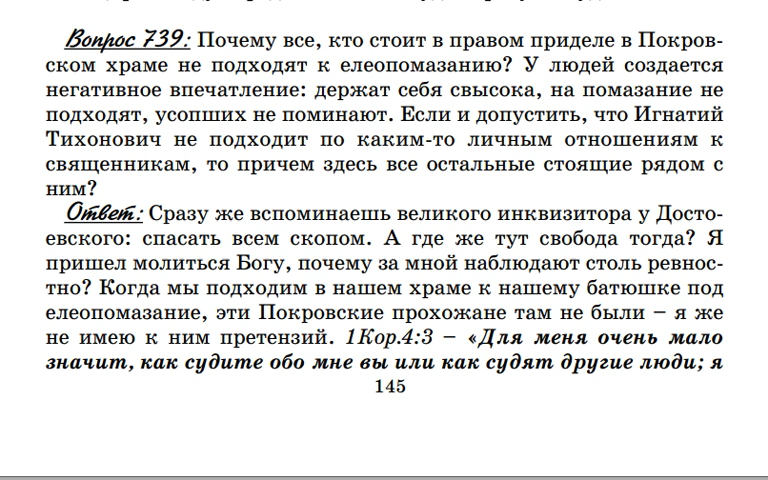 Вопрос 739: Почему все, кто стоит в правом приделе в Покров-
ском храме не подходят к елеопомазанию? У людей создается
негативное впечатление: держат себя свысока, на помазание не
подходят, усопших не поминают. Если и допустить, что Игнатий
Тихонович не подходит по каким-то личным отношениям к
священникам, то причем здесь все остальные стоящие рядом с
ним?
Ответ: Сразу же вспоминаешь великого инквизитора у Досто-
евского: спасать всем скопом. А где же тут свобода тогда? Я
пришел молиться Богу, почему за мной наблюдают столь ревнос-
тно? Когда мы подходим в нашем храме к нашему батюшке под
елеопомазание, эти Покровские прохожане там не были – я же
не имею к ним претензий. 1Кор.4:3 – «Для меня очень мало
значит, как судите обо мне вы или как судят другие люди; я
145